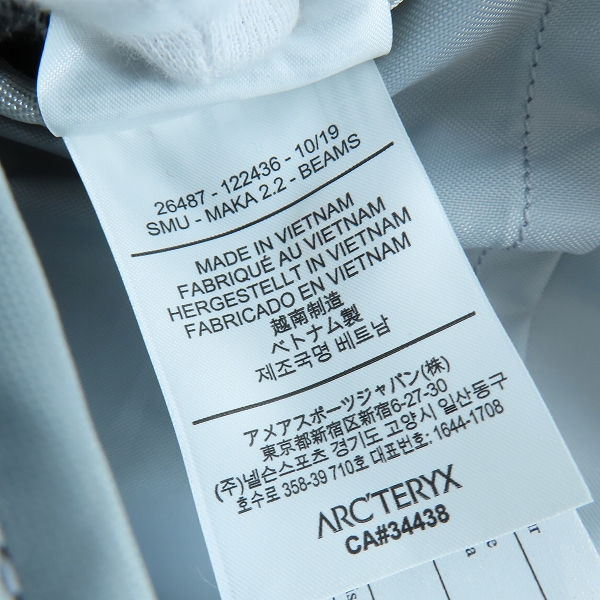 26487 - 122436 - 10/19
SMU - MAKA 2.2 - BEAMS
MADE IN VIETNAM
FABRIQUÉ AU VIETNAM
HERGESTELLT IN VIETNAM
FABRICADO EN VIETNAM
越南制造
ベトナム製
제조국명 베트남
アメアスポーツジャパン(株)
東京都新宿区新宿6-27-30
(주)넬슨스포츠 경기도 고양시 일산동구
호수로 358-39 710호 대표번호: 1644-1708
ARC'TERYX
CA#34438